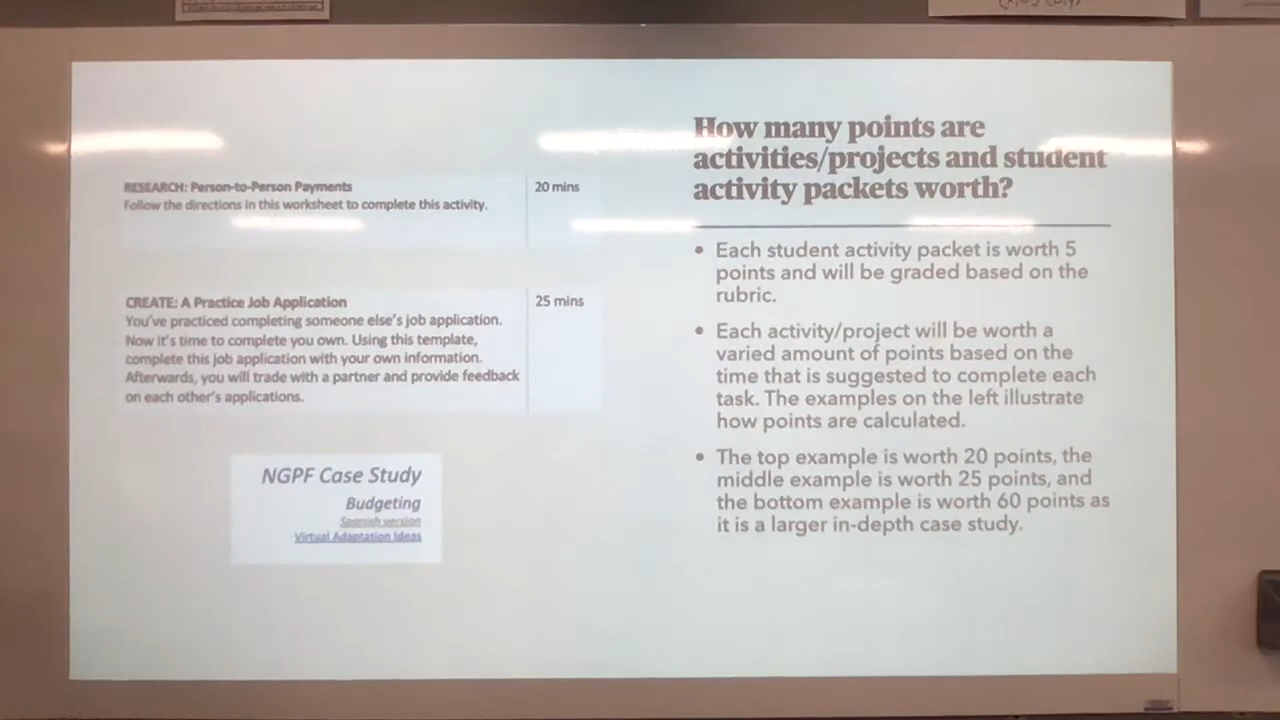 RESEARCH: Person-to-Person Payments
20 mins
Follow the directions in this worksheet to complete this activity.
CREATE: A Practice Job Application
25 mins
You've practiced completing someone else's job application.
Now it's time to complete you own. Using this template,
complete this job application with your own information.
Afterwards, you will trade with a partner and provide feedback
on each other's applications.
NGPF Case Study
Budgeting
Spanish version
Virtual Adaptation Ideas
How many points are
activities/projects and student
activity packets worth?
• Each student activity packet is worth 5
points and will be graded based on the
rubric.
• Each activity/project will be worth a
varied amount of points based on the
time that is suggested to complete each
task. The examples on the left illustrate
how points are calculated.
• The top example is worth 20 points, the
middle example is worth 25 points, and
the bottom example is worth 60 points as
it is a larger in-depth case study.